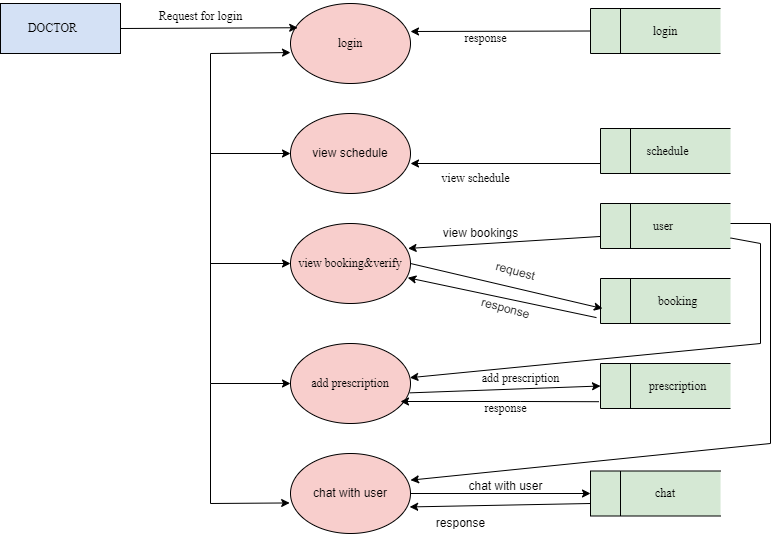 DOCTOR
Request for login
login
response
login
view schedule
view schedule
schedule
view bookings
user
view booking&verify
request
response
booking
add prescription
add prescription
response
prescription
chat with user
chat with user
response
chat